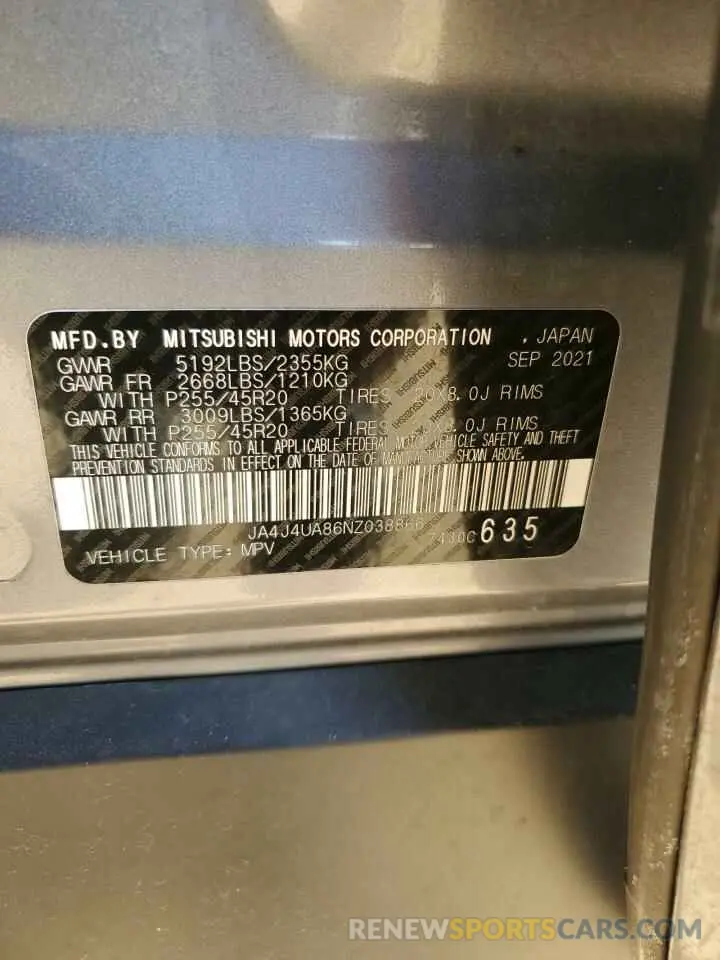 MFD.BY MITSUBISHI MOTORS CORPORATION , JAPAN
GVWR 5192LBS/2355KG SEP 2021
GAWR FR 2668LBS/1210KG
WITH P255/45R20 TIRES 20X8.0J RIMS
GAWR RR 3009LBS/1365KG
WITH P255/45R20 TIRES RIMS
THIS VEHICLE CONFORMS TO ALL APPLICABLE FEDERAL MOTOR VEHICLE SAFETY AND THEFT
PREVENTION STANDARDS IN EFFECT ON THE DATE OF MANUFACTURE SHOWN ABOVE.
7430C 635
VEHICLE TYPE: MPV
RENEWSPORTSCARS.COM